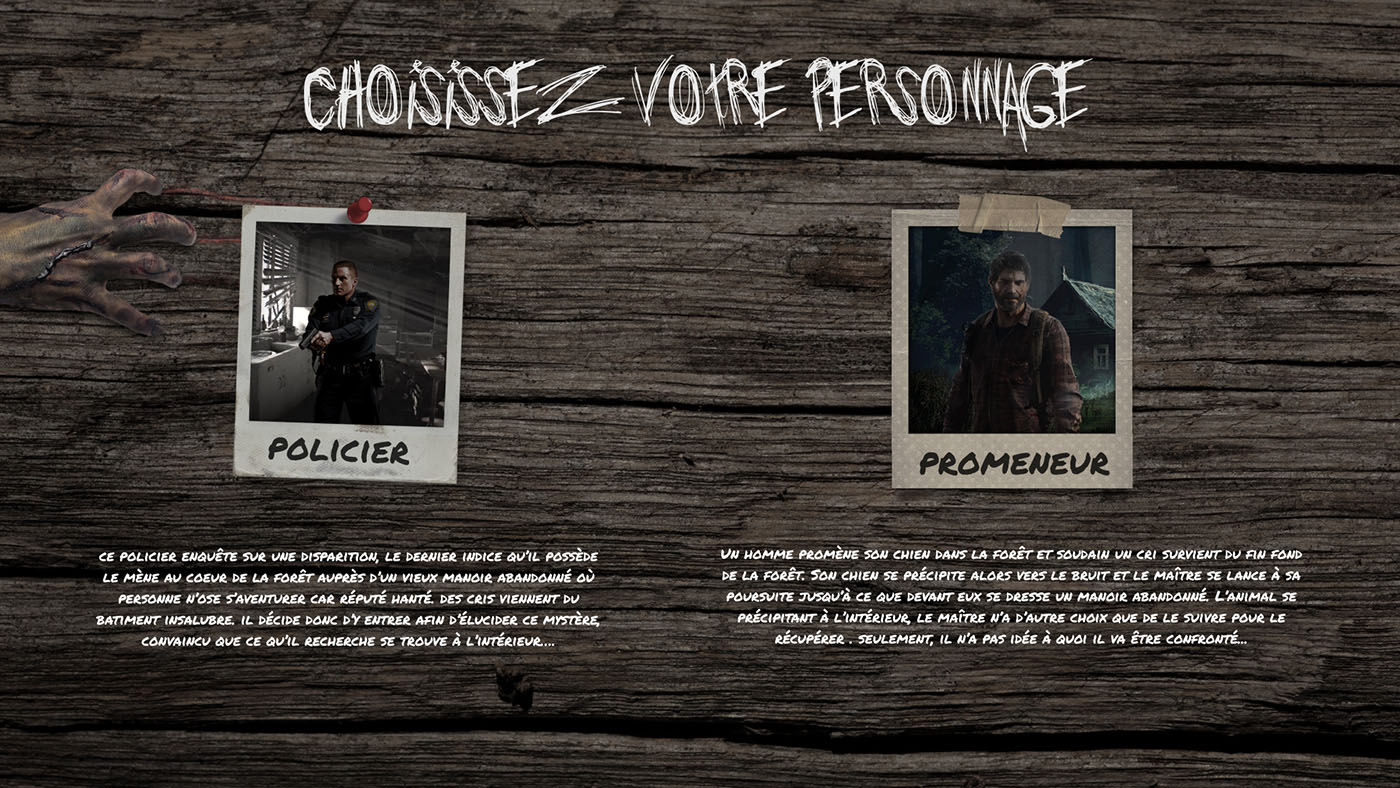 CHOISISSEZ VOTRE PERSONNAGE
POLICIER
CE POLICIER ENQUÊTE SUR UNE DISPARITION, LE DERNIER INDICE QU'IL POSSÈDE
LE MÈNE AU COEUR DE LA FORÊT AUPRÈS D'UN VIEUX MANOIR ABANDONNÉ OÙ
PERSONNE N'OSE S'AVENTURER CAR RÉPUTÉ HANTÉ. DES CRIS VIENNENT DU
BATIMENT INSALUBRE. IL DÉCIDE DONC D'Y ENTRER AFIN D'ÉLUCIDER CE MYSTÈRE,
CONVAINCU QUE CE QU'IL RECHERCHE SE TROUVE À L'INTÉRIEUR...
PROMENEUR
UN HOMME PROMÈNE SON CHIEN DANS LA FORÊT ET SOUDAIN UN CRI SURVIENT DU FIN FOND
DE LA FORÊT. SON CHIEN SE PRÉCIPITE ALORS VERS LE BRUIT ET LE MAÎTRE SE LANCE À SA
POURSUITE JUSQU'À CE QUE DEVANT EUX SE DRESSE UN MANOIR ABANDONNÉ. L'ANIMAL SE
PRÉCIPITANT À L'INTÉRIEUR, LE MAÎTRE N'A D'AUTRE CHOIX QUE DE LE SUIVRE POUR LE
RÉCUPÉRER . SEULEMENT, IL N'A PAS IDÉE À QUOI IL VA ÊTRE CONFRONTÉ...